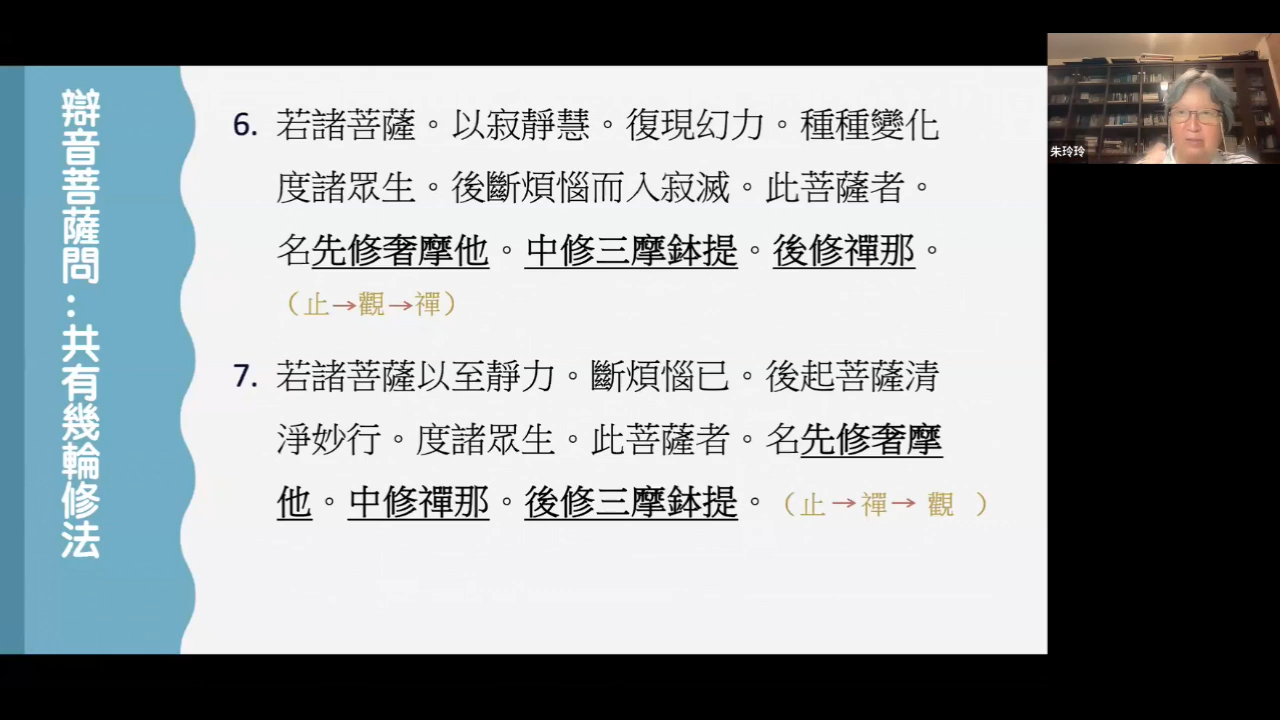 辯音菩薩問：共有幾輪修法
6. 若諸菩薩。以寂靜慧。復現幻力。種種變化
度諸眾生。後斷煩惱而入寂滅。此菩薩者。
名先修奢摩他。中修三摩鉢提。後修禪那。
（止→觀→禪）
7. 若諸菩薩以至靜力。斷煩惱已。後起菩薩清
淨妙行。度諸眾生。此菩薩者。名先修奢摩
他。中修禪那。後修三摩鉢提。（止→禪→ 觀 ）
朱玲玲